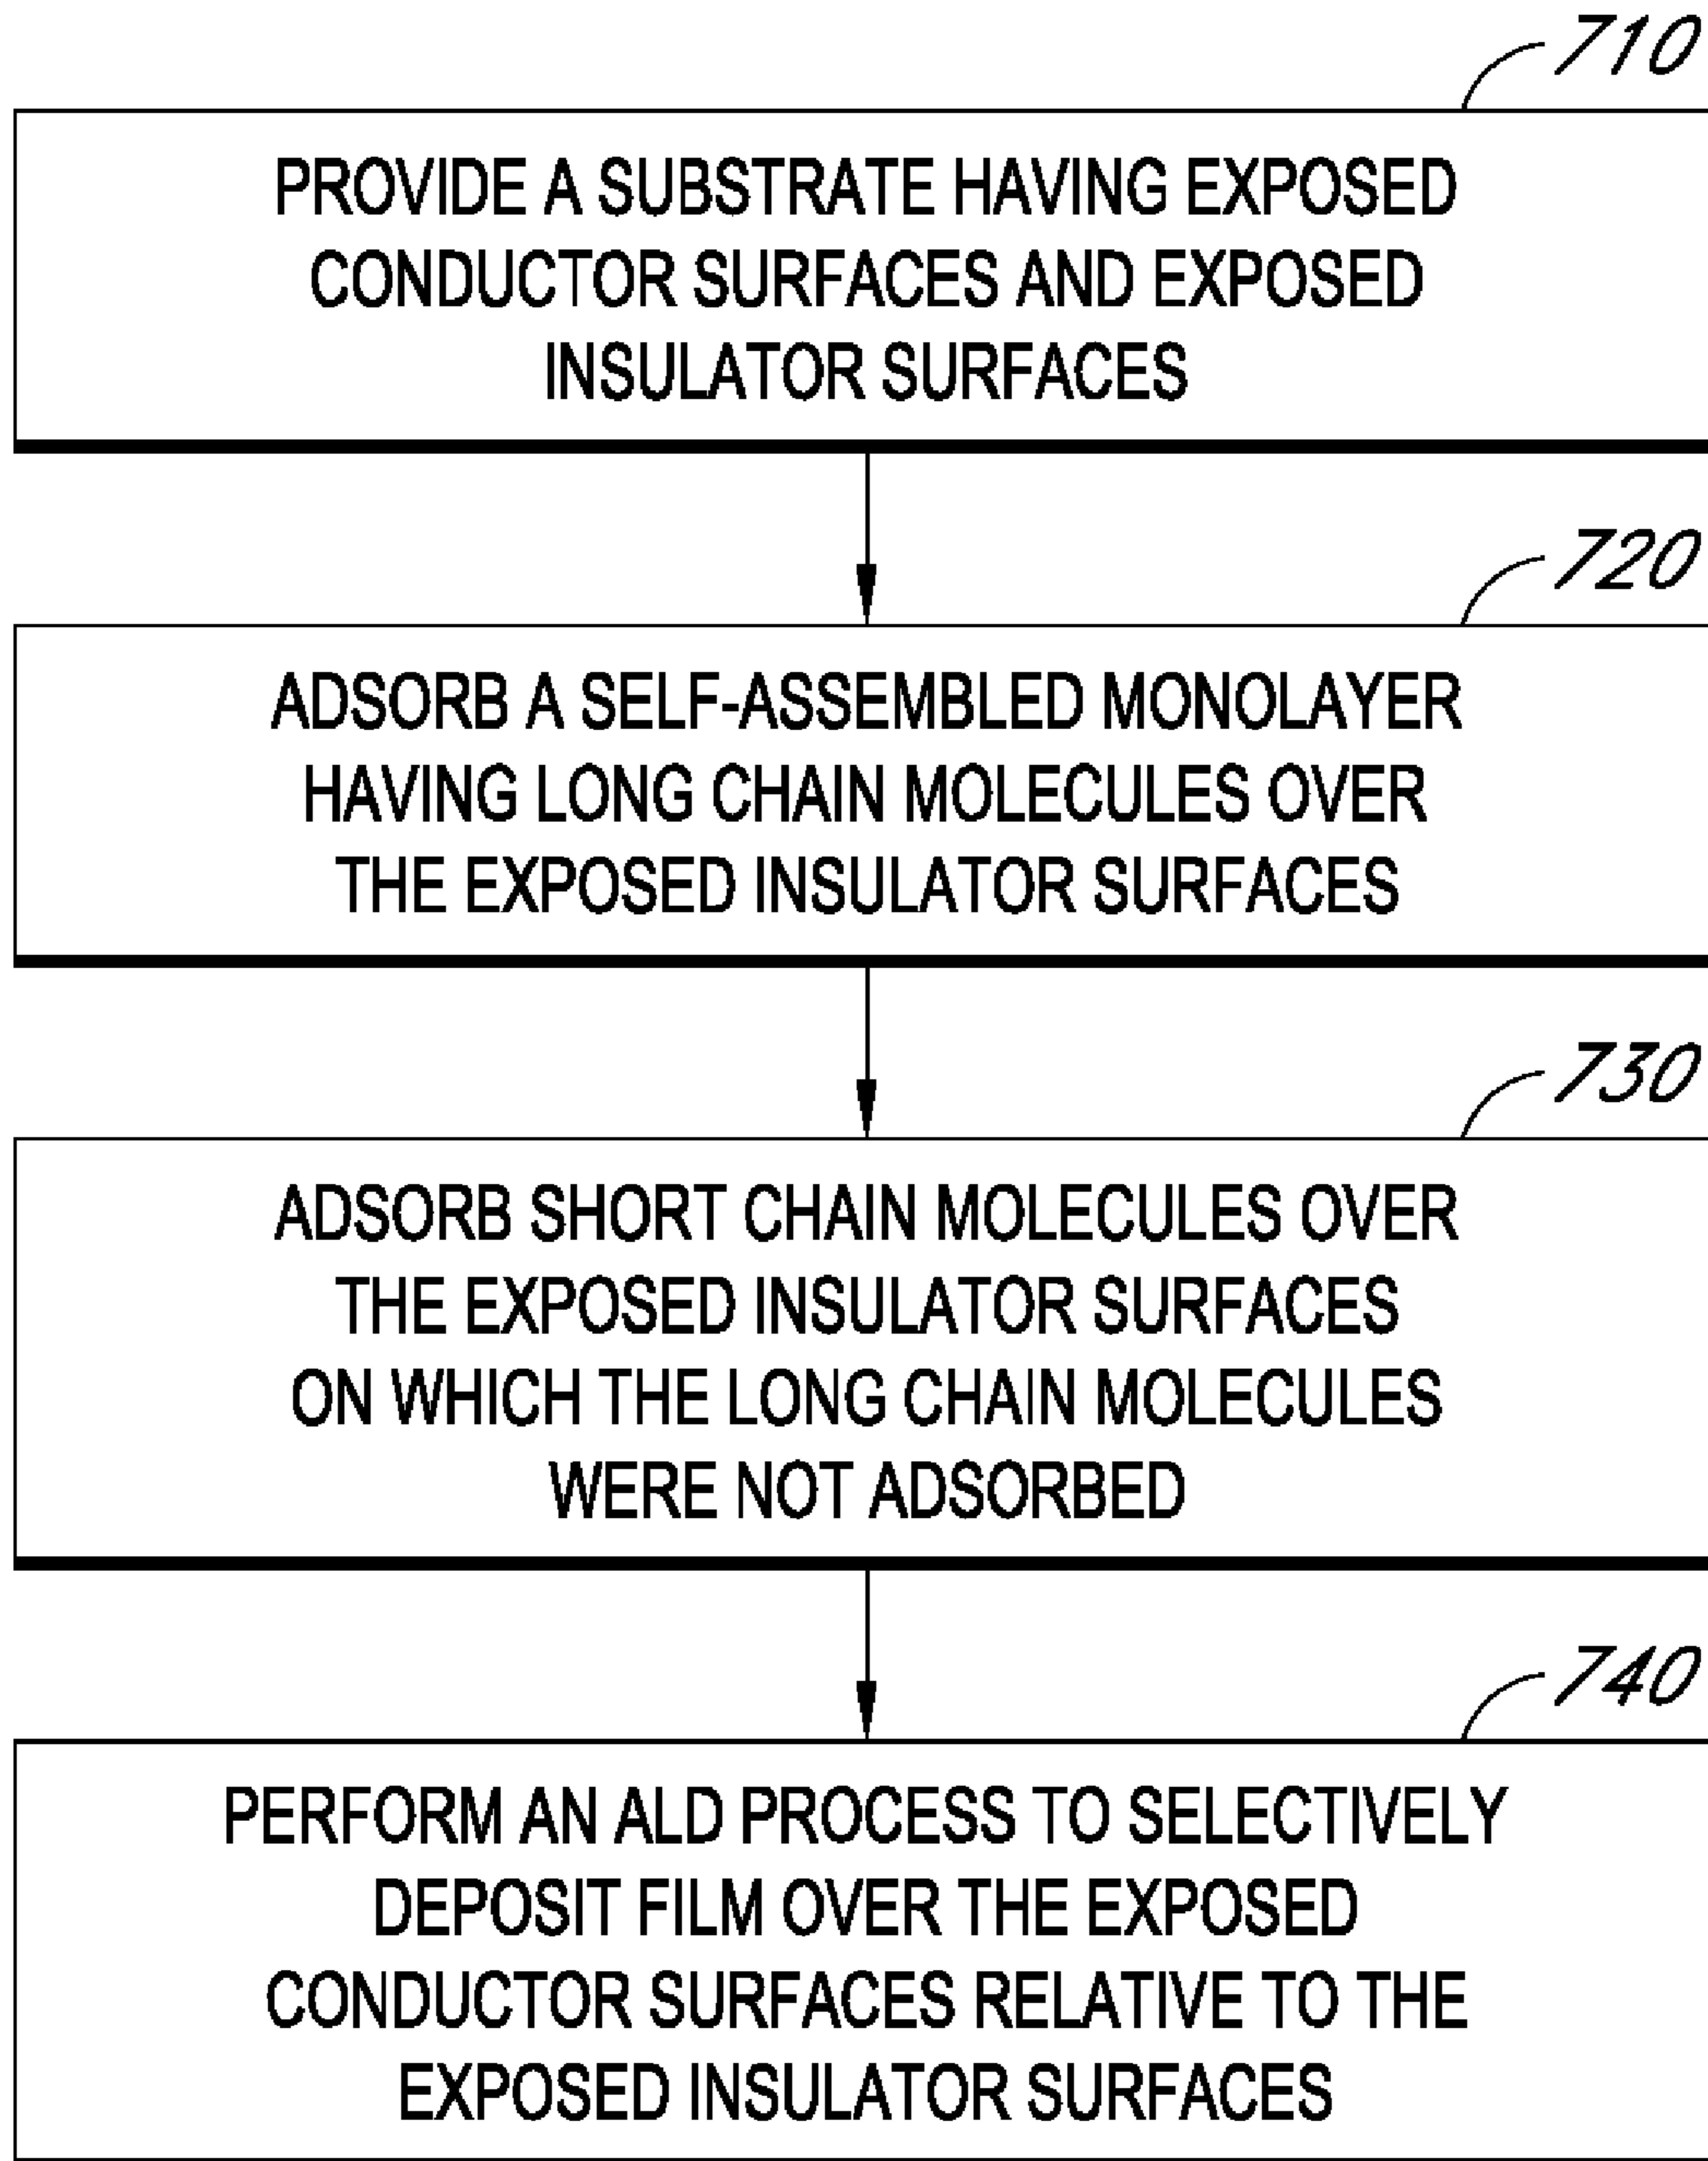 710
PROVIDE A SUBSTRATE HAVING EXPOSED
CONDUCTOR SURFACES AND EXPOSED
INSULATOR SURFACES
720
ADSORB A SELF-ASSEMBLED MONOLAYER
HAVING LONG CHAIN MOLECULES OVER
THE EXPOSED INSULATOR SURFACES
730
ADSORB SHORT CHAIN MOLECULES OVER
THE EXPOSED INSULATOR SURFACES
ON WHICH THE LONG CHAIN MOLECULES
WERE NOT ADSORBED
740
PERFORM AN ALD PROCESS TO SELECTIVELY
DEPOSIT FILM OVER THE EXPOSED
CONDUCTOR SURFACES RELATIVE TO THE
EXPOSED INSULATOR SURFACES